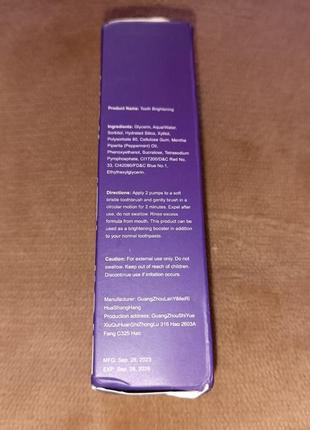 Product Name: Tooth Brightening
Ingredients: Glycerin, Aqua/Water,
Sorbitol, Hydrated Silica, Xylitol,
Polysorbate 80, Cellulose Gum, Mentha
Piperita (Peppermint) Oil,
Phenoxyethanol, Sucralose, Tetrasodium
Pyrophosphate, CI17200/D&C Red No.
33, CI42090/FD&C Blue No.1,
Ethylhexylglycerin.
Directions: Apply 2 pumps to a soft
bristle toothbrush and gently brush in a
circular motion for 2 minutes. Expel after
use, do not swallow. Rinse excess
formula from mouth. This product can be
used as a brightening booster in addition
to your normal toothpaste.
Caution: For external use only. Do not
swallow. Keep out of reach of children.
Discontinue use if irritation occurs.
Manufacturer: GuangZhouLanY&MeiRi
HuaShangHang
Production address: GuangZhouShiYue
XiuQuHuanShiZhongLu 316 Hao 2603A
Fang C325 Hao
MFG: Sep. 28, 2023
EXP: Sep. 28, 2026